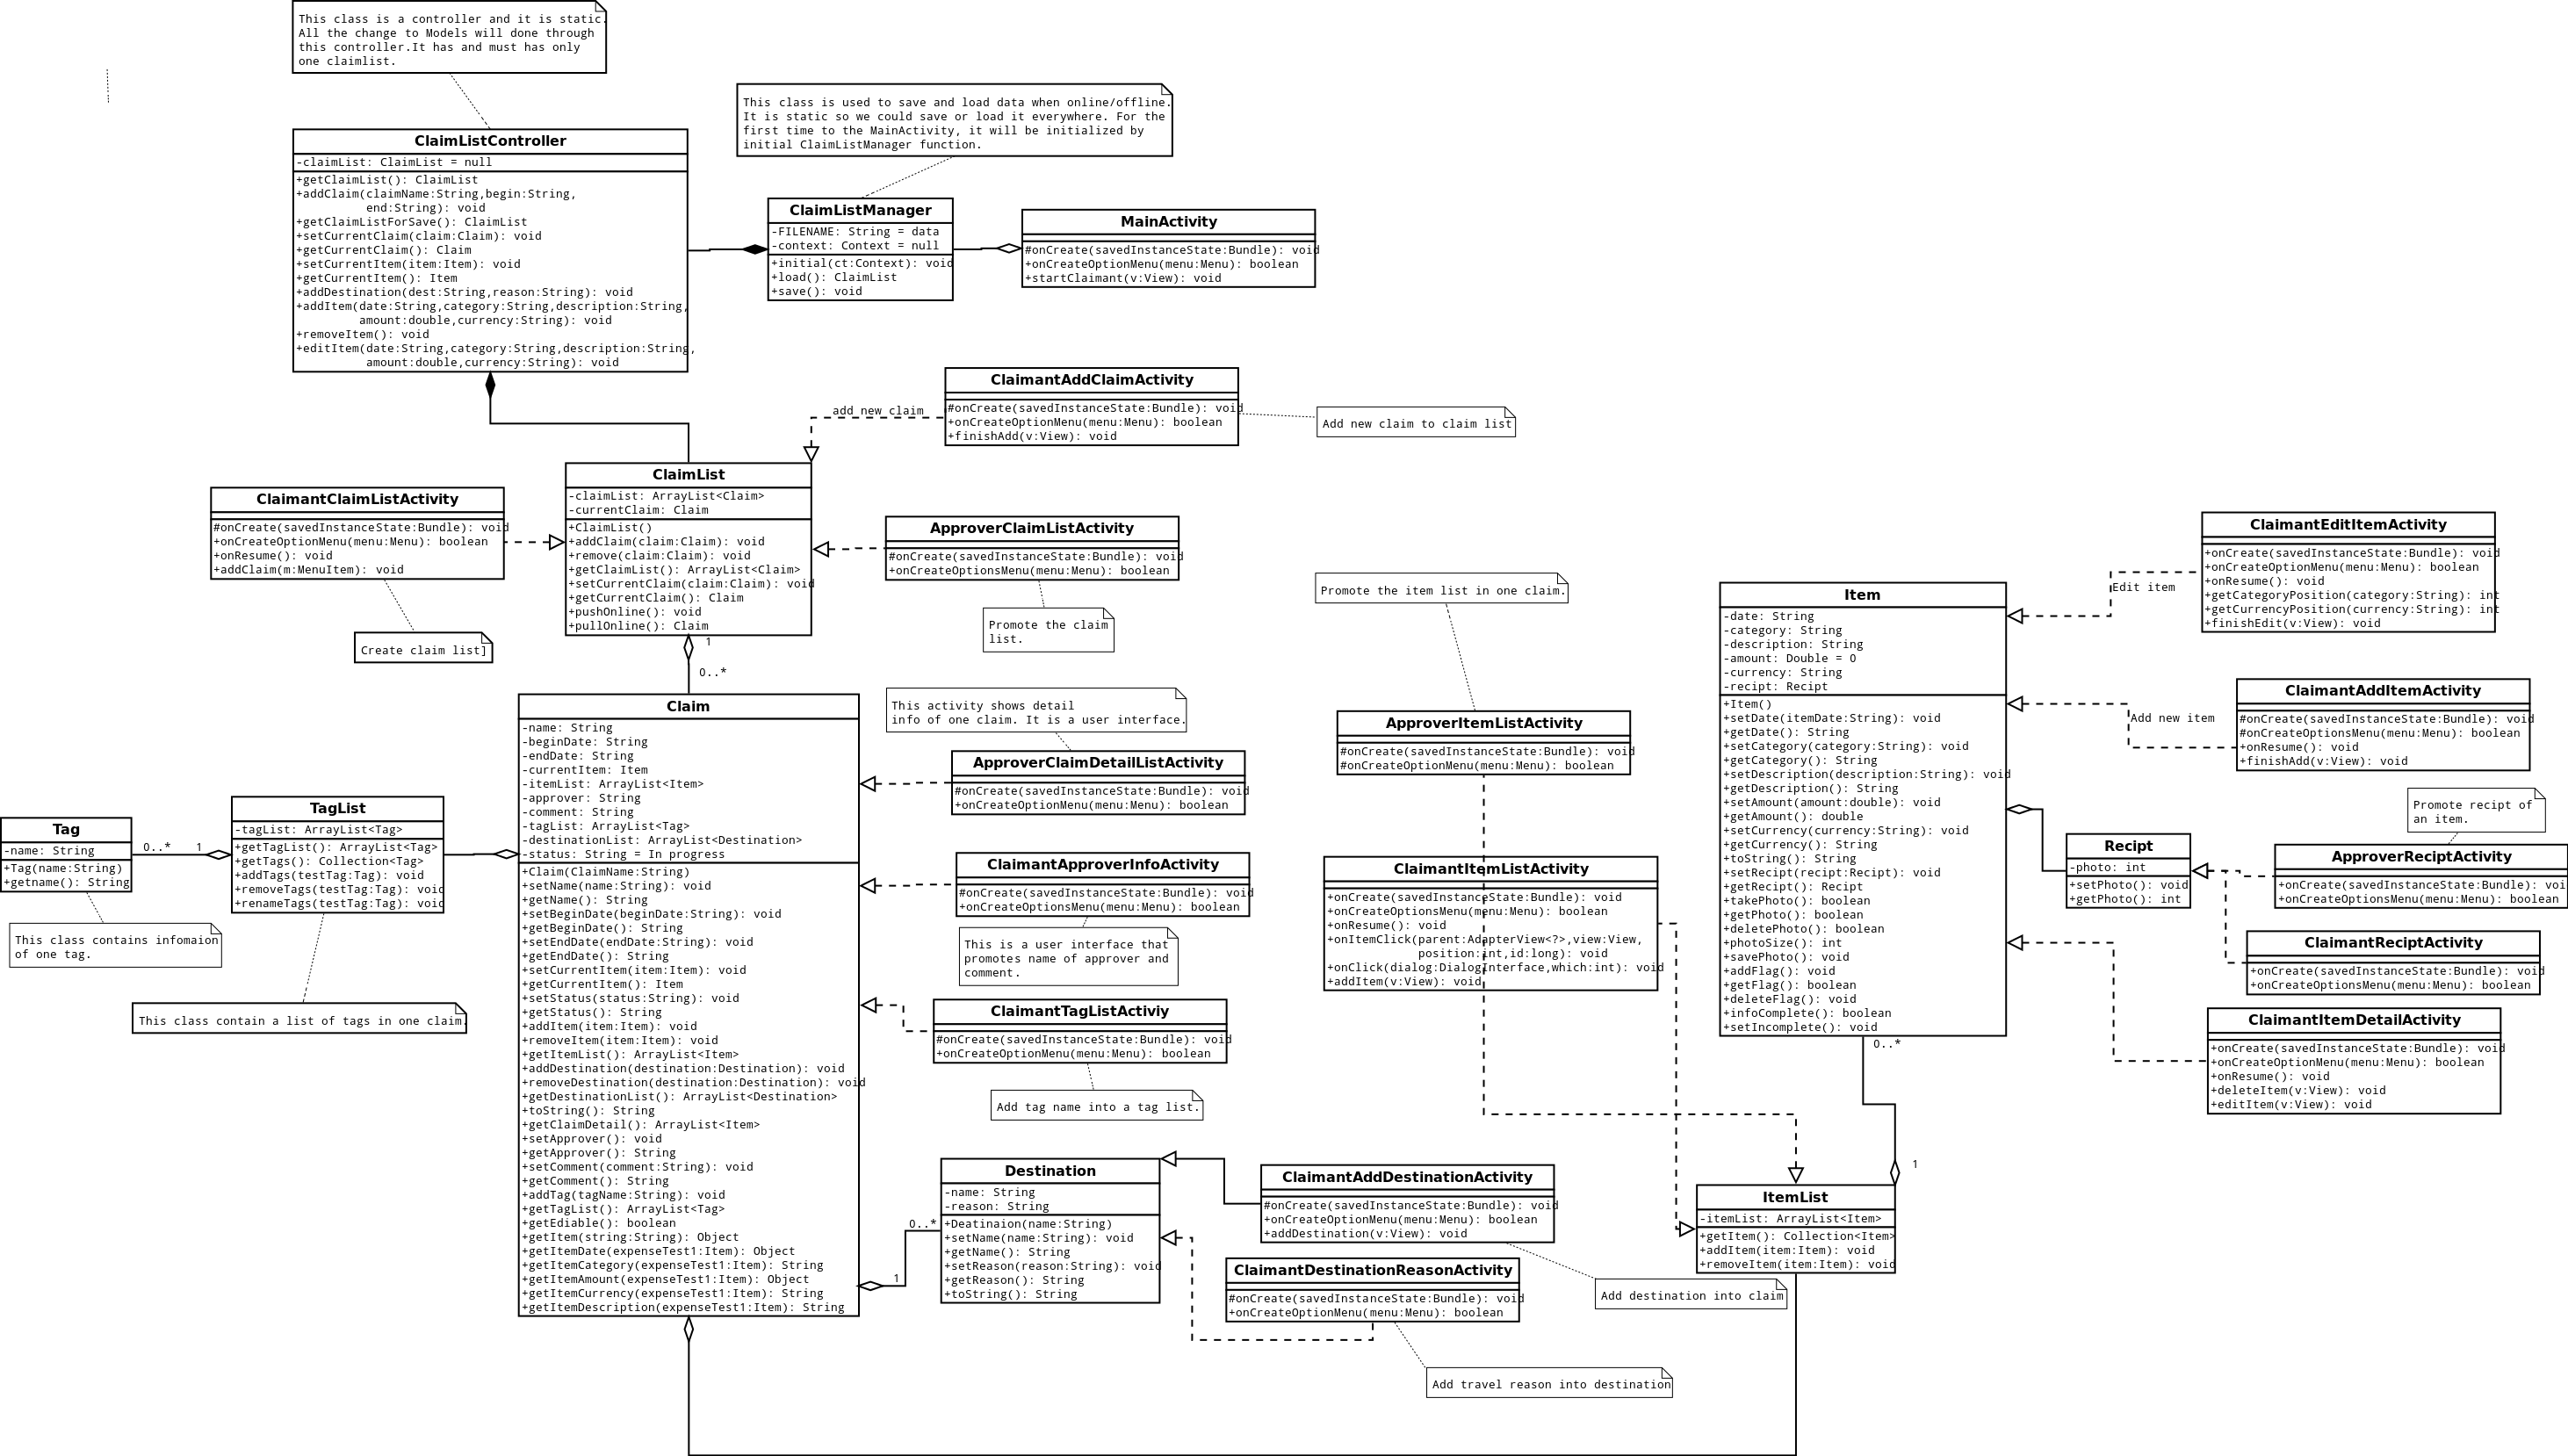 This class is a controller and it is static.
All the change to Models will done through
this controller.It has and must has only
one claimlist.
This class is used to save and load data when online/offline.
It is static so we could save or load it everywhere. For the
first time to the MainActivity, it will be initialized by
initial ClaimListManager function.
ClaimListController
-claimList: ClaimList = null
+getClaimList(): ClaimList
+addClaim(claimName:String,begin:String,
end:String): void
+getClaimListForSave(): ClaimList
+setCurrentClaim(claim:Claim): void
+getCurrentClaim(): Claim
+setCurrentItem(item:Item): void
+getCurrentItem(): Item
+addDestination(dest:String,reason:String): void
+addItem(date:String,category:String,description:String,
amount:double,currency:String): void
+removeItem(): void
+editItem(date:String,category:String,description:String,
amount:double,currency:String): void
ClaimListManager
-FILENAME: String = data
-context: Context = null
+initial(ct:Context): void
+load(): ClaimList
+save(): void
MainActivity
#onCreate(savedInstanceState:Bundle): void
+onCreateOptionMenu(menu:Menu): boolean
+startClaimant(v:View): void
add new claim
ClaimantAddClaimActivity
#onCreate(savedInstanceState:Bundle): void
+onCreateOptionMenu(menu:Menu): boolean
+finishAdd(v:View): void
Add new claim to claim list
ClaimantClaimListActivity
#onCreate(savedInstanceState:Bundle): void
+onCreateOptionMenu(menu:Menu): boolean
+onResume(): void
+addClaim(m:MenuItem): void
Create claim list]
ClaimList
-claimList: ArrayList<Claim>
-currentClaim: Claim
+ClaimList()
+addClaim(claim:Claim): void
+remove(claim:Claim): void
+getClaimList(): ArrayList<Claim>
+setCurrentClaim(claim:Claim): void
+getCurrentClaim(): Claim
+pushOnline(): void
+pullOnline(): Claim
1
0..*
ApproverClaimListActivity
#onCreate(savedInstanceState:Bundle): void
+onCreateOptionsMenu(menu:Menu): boolean
Promote the claim
list.
Promote the item list in one claim.
ClaimantEditItemActivity
+onCreate(savedInstanceState:Bundle): void
+onCreateOptionMenu(menu:Menu): boolean
+onResume(): void
+getCategoryPosition(category:String): int
+getCurrencyPosition(currency:String): int
+finishEdit(v:View): void
Edit item
Item
-date: String
-category: String
-description: String
-amount: Double = 0
-currency: String
-recipt: Recipt
+Item()
+setDate(itemDate:String): void
+getDate(): String
+setCategory(category:String): void
+getCategory(): String
+setDescription(description:String): void
+getDescription(): String
+setAmount(amount:double): void
+getAmount(): double
+setCurrency(currency:String): void
+getCurrency(): String
+toString(): String
+setRecipt(recipt:Recipt): void
+getRecipt(): Recipt
+takePhoto(): boolean
+getPhoto(): boolean
+deletePhoto(): boolean
+photoSize(): int
+savePhoto(): void
+addFlag(): void
+getFlag(): boolean
+deleteFlag(): void
+infoComplete(): boolean
+setIncomplete(): void
0..*
1
Add new item
ClaimantAddItemActivity
#onCreate(savedInstanceState:Bundle): void
#onCreateOptionsMenu(menu:Menu): boolean
+onResume(): void
+finishAdd(v:View): void
Promote recipt of
an item.
Recipt
-photo: int
+setPhoto(): void
+getPhoto(): int
ApproverReciptActivity
+onCreate(savedInstanceState:Bundle): void
+onCreateOptionsMenu(menu:Menu): boolean
ClaimantReciptActivity
+onCreate(savedInstanceState:Bundle): void
+onCreateOptionsMenu(menu:Menu): boolean
ClaimantItemDetailActivity
+onCreate(savedInstanceState:Bundle): void
+onCreateOptionMenu(menu:Menu): boolean
+onResume(): void
+deleteItem(v:View): void
+editItem(v:View): void
Claim
-name: String
-beginDate: String
-endDate: String
-currentItem: Item
-itemList: ArrayList<Item>
-approver: String
-comment: String
-tagList: ArrayList<Tag>
-destinationList: ArrayList<Destination>
-status: String = In progress
+Claim(ClaimName:String)
+setName(name:String): void
+getName(): String
+setBeginDate(beginDate:String): void
+getBeginDate(): String
+setEndDate(endDate:String): void
+getEndDate(): String
+setCurrentItem(item:Item): void
+getCurrentItem(): Item
+setStatus(status:String): void
+getStatus(): String
+addItem(item:Item): void
+removeItem(item:Item): void
+getItemList(): ArrayList<Item>
+addDestination(destination:Destination): void
+removeDestination(destination:Destination): void
+getDestinationList(): ArrayList<Destination>
+toString(): String
+getClaimDetail(): ArrayList<Item>
+setApprover(): void
+getApprover(): String
+setComment(comment:String): void
+getComment(): String
+addTag(tagName:String): void
+getTagList(): ArrayList<Tag>
+getEdiable(): boolean
+getItem(string:String): Object
+getItemDate(expenseTest1:Item): Object
+getItemCategory(expenseTest1:Item): String
+getItemAmount(expenseTest1:Item): Object
+getItemCurrency(expenseTest1:Item): String
+getItemDescription(expenseTest1:Item): String
This activity shows detail
info of one claim. It is a user interface.
ApproverClaimDetailListActivity
#onCreate(savedInstanceState:Bundle): void
+onCreateOptionMenu(menu:Menu): boolean
ClaimantApproverInfoActivity
#onCreate(savedInstanceState:Bundle): void
+onCreateOptionsMenu(menu:Menu): boolean
This is a user interface that
promotes name of approver and
comment.
ClaimantTagListActiviy
#onCreate(savedInstanceState:Bundle): void
+onCreateOptionMenu(menu:Menu): boolean
Add tag name into a tag list.
Tag
-name: String
+Tag(name:String)
+getname(): String
0..*
1
TagList
-tagList: ArrayList<Tag>
+getTagList(): ArrayList<Tag>
+getTags(): Collection<Tag>
+addTags(testTag:Tag): void
+removeTags(testTag:Tag): void
+renameTags(testTag:Tag): void
This class contains infomaion
of one tag.
This class contain a list of tags in one claim.
ApproverItemListActivity
#onCreate(savedInstanceState:Bundle): void
#onCreateOptionMenu(menu:Menu): boolean
ClaimantItemListActivity
+onCreate(savedInstanceState:Bundle): void
+onCreateOptionsMenu(menu:Menu): boolean
+onResume(): void
+onItemClick(parent:AdapterView<?>,view:View,
position:int,id:long): void
+onClick(dialog:DialogInterface,which:int): void
+addItem(v:View): void
Destination
-name: String
-reason: String
+Deatinaion(name:String)
+setName(name:String): void
+getName(): String
+setReason(reason:String): void
+getReason(): String
+toString(): String
0..*
1
ClaimantAddDestinationActivity
#onCreate(savedInstanceState:Bundle): void
+onCreateOptionMenu(menu:Menu): boolean
+addDestination(v:View): void
ClaimantDestinationReasonActivity
#onCreate(savedInstanceState:Bundle): void
+onCreateOptionMenu(menu:Menu): boolean
Add destination into claim
Add travel reason into destination
ItemList
-itemList: ArrayList<Item>
+getItem(): Collection<Item>
+addItem(item:Item): void
+removeItem(item:Item): void